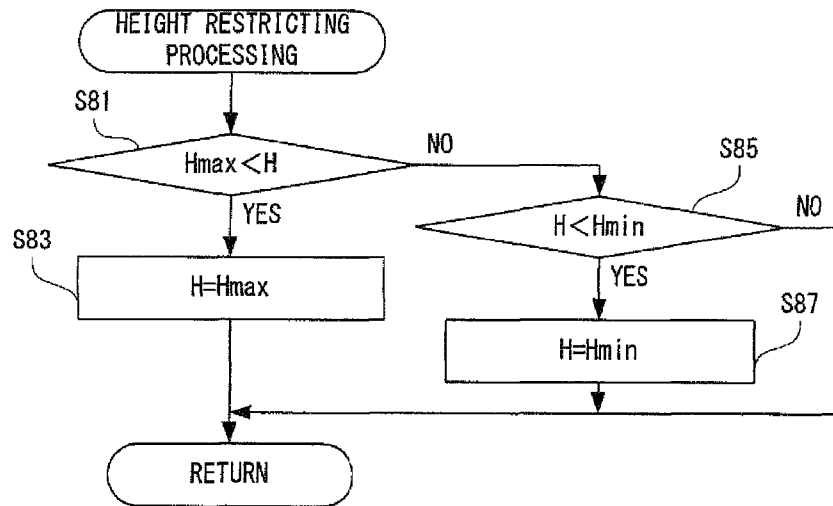 HEIGHT RESTRICTING
PROCESSING
S81
Hmax<H
NO
YES
S85
H<Hmin
NO
YES
S83
H=Hmax
S87
H=Hmin
RETURN